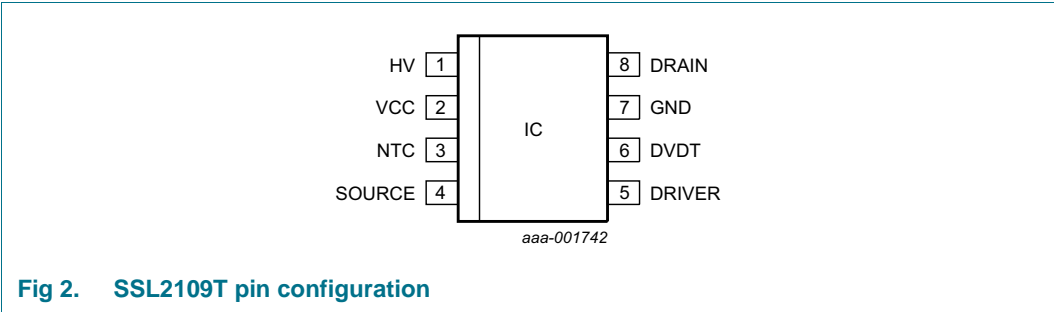 HV 1 8 DRAIN
VCC 2 7 GND
IC
NTC 3 6 DVDT
SOURCE 4 5 DRIVER
aaa-001742
Fig 2. SSL2109T pin configuration